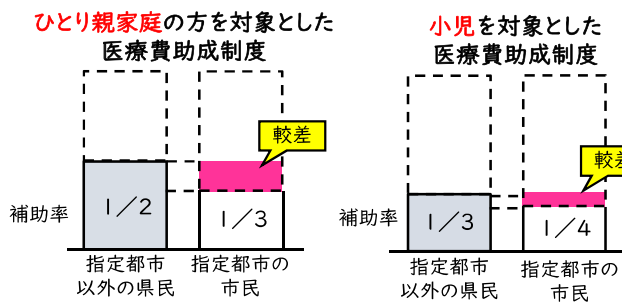 ひとり親家庭の方を対象とした
医療費助成制度
較差
補助率
1/2
1/3
指定都市
以外の県民
指定都市の
市民
小児を対象とした
医療費助成制度
較差
補助率
1/3
1/4
指定都市
以外の県民
指定都市の
市民